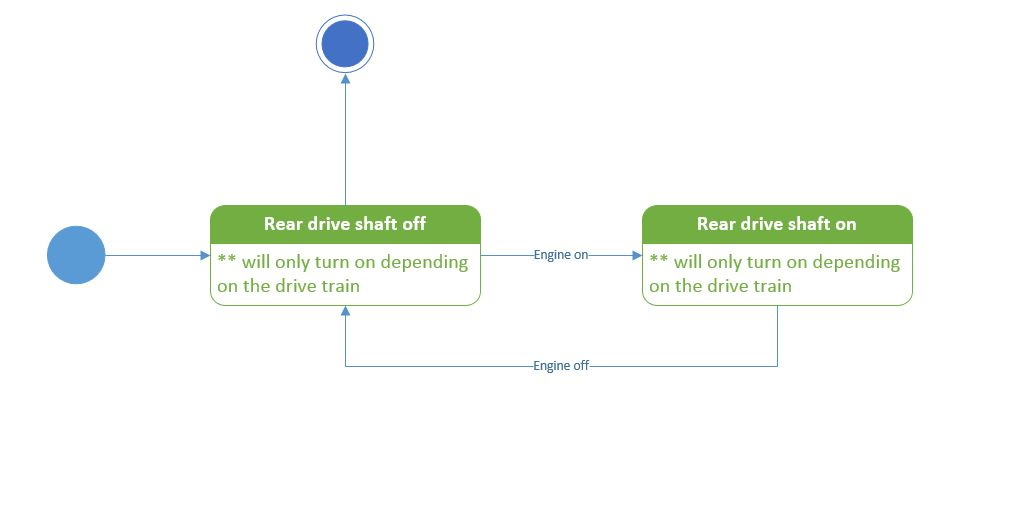 Rear drive shaft off
** will only turn on depending
on the drive train
Engine on
Rear drive shaft on
** will only turn on depending
on the drive train
Engine off